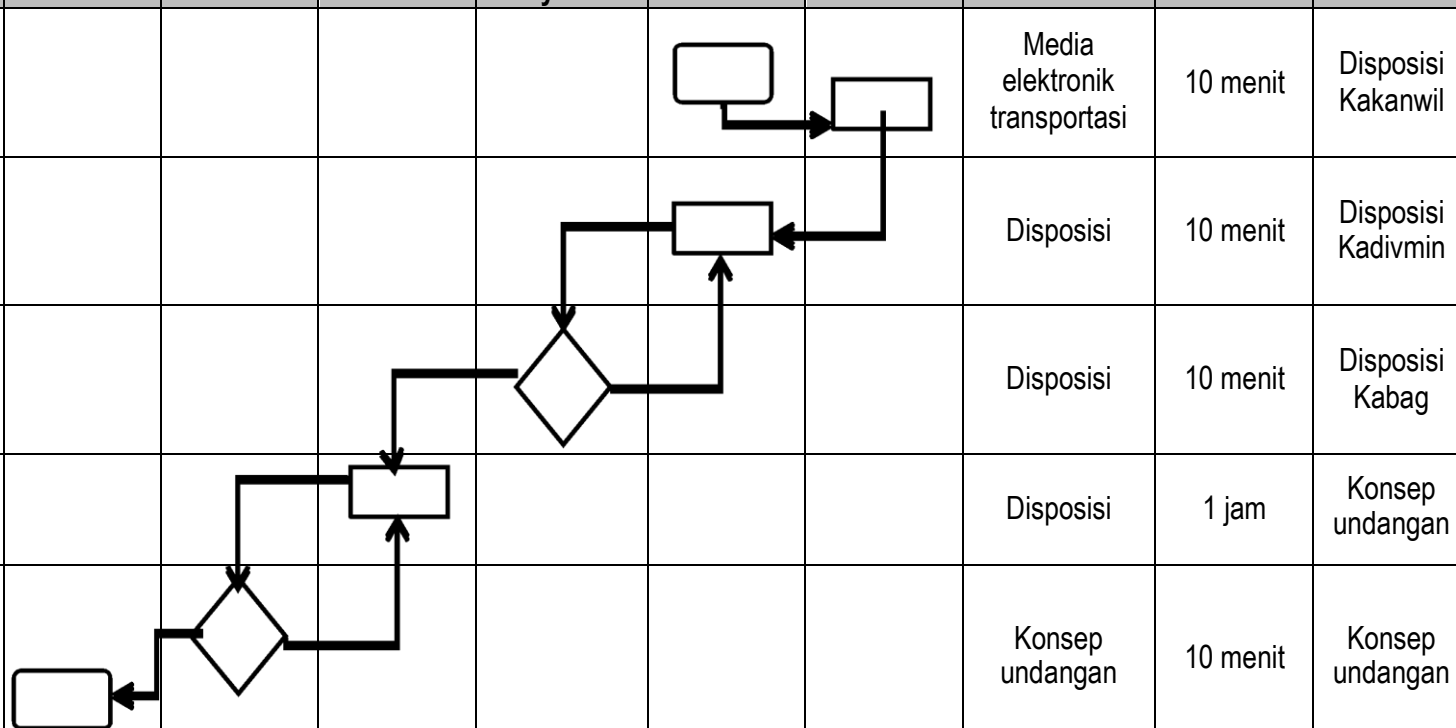 Media
elektronik
transportasi
10 menit
Disposisi
Kakanwil
Disposisi
10 menit
Disposisi
Kadivmin
Disposisi
10 menit
Disposisi
Kabag
Disposisi
1 jam
Konsep
undangan
Konsep
undangan
10 menit
Konsep
undangan